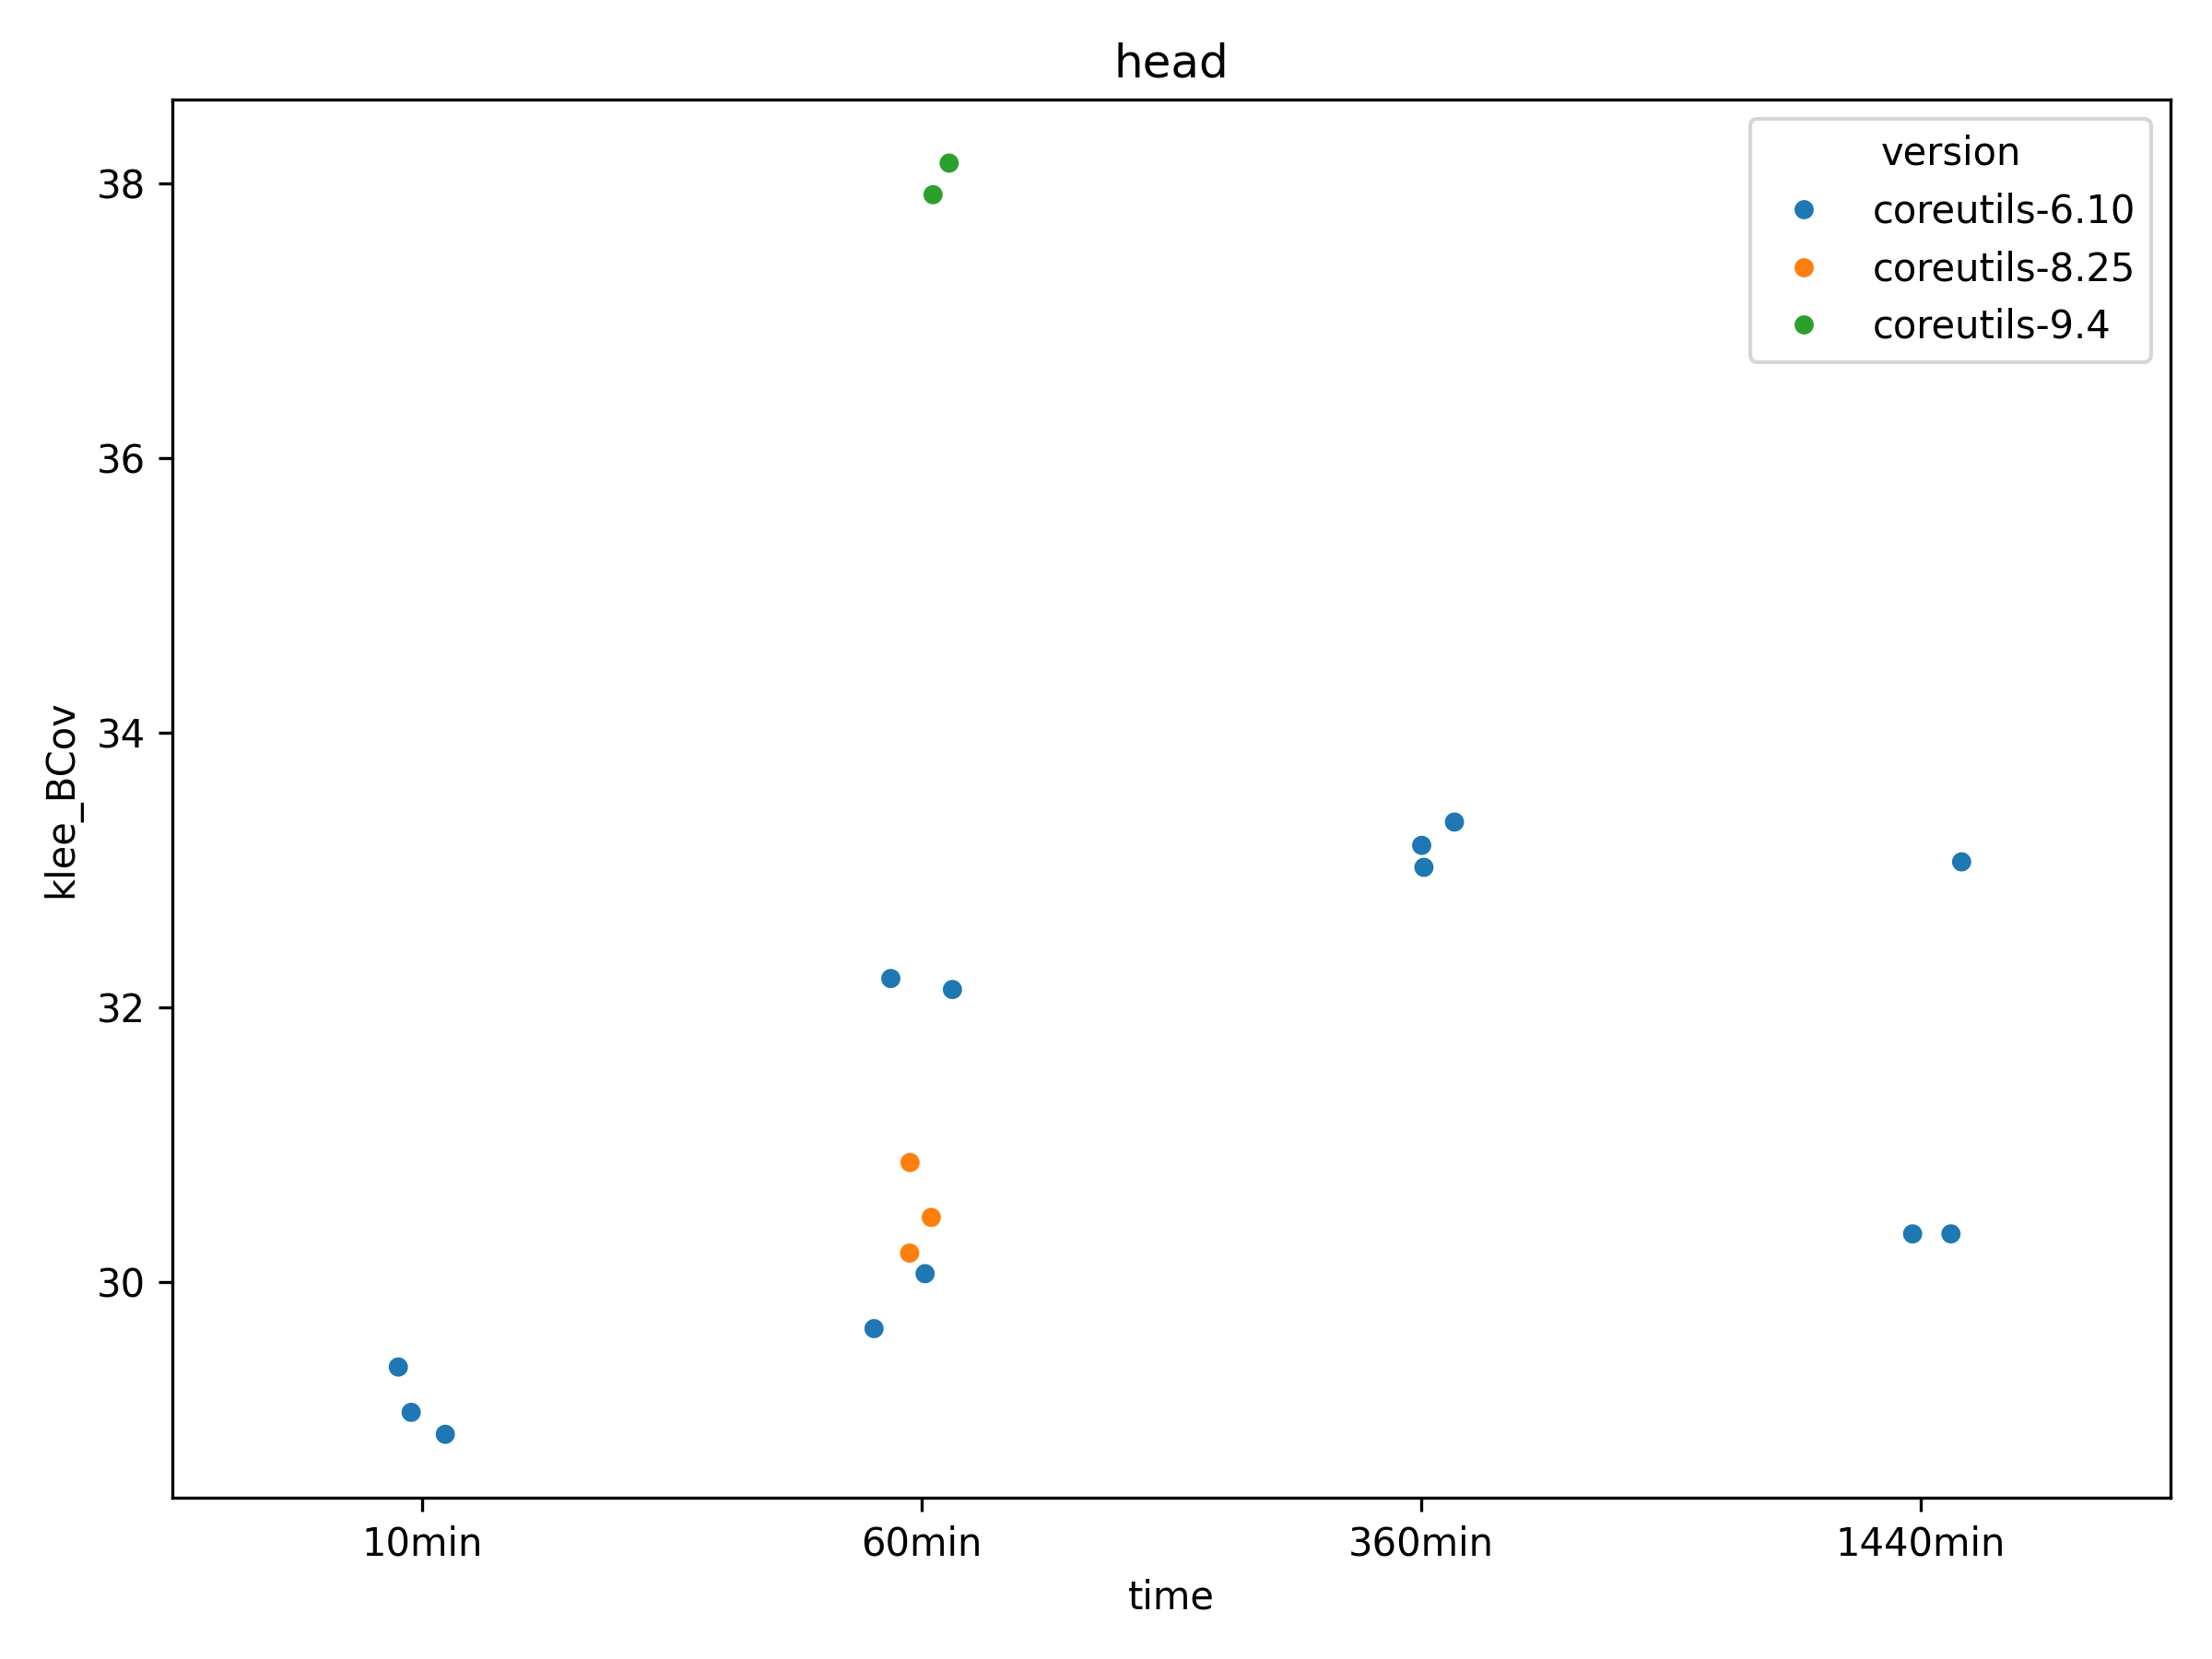 head
version
coreutils-6.10
coreutils-8.25
coreutils-9.4
klee_BCov
38
36
34
32
30
10min
60min
360min
1440min
time